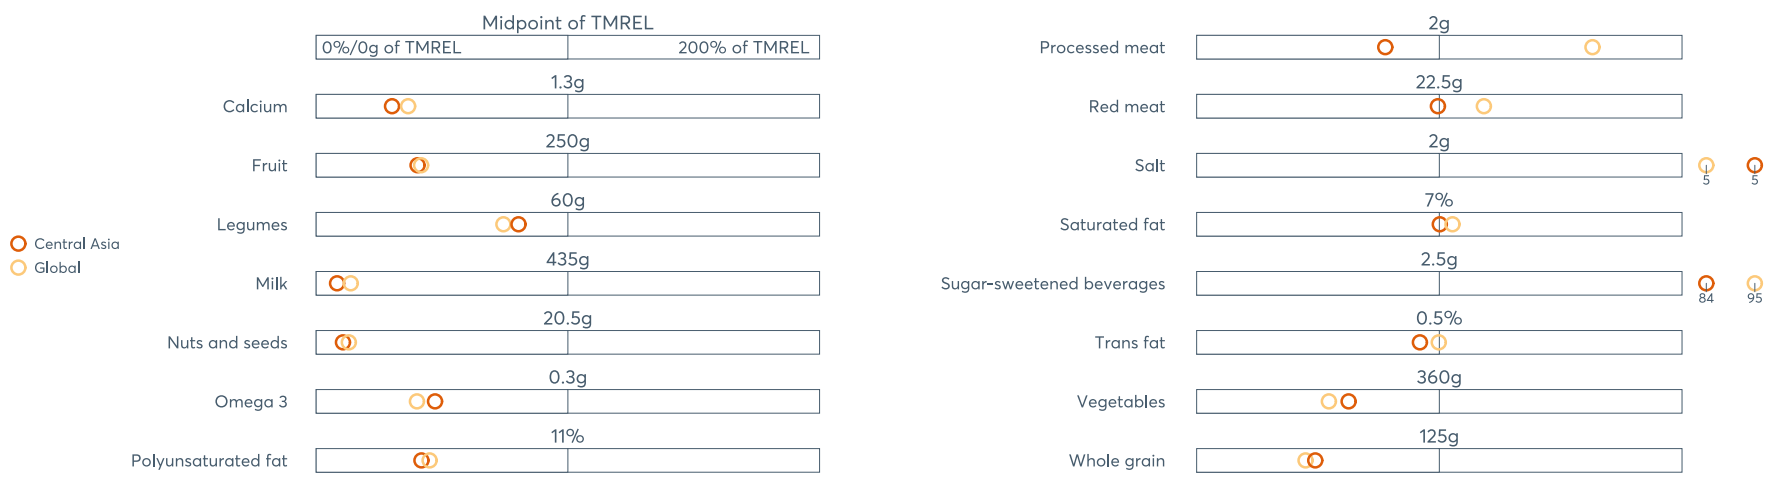 Midpoint of TMREL
0%/0g of TMREL 200% of TMREL
1.3g
Calcium
250g
Fruit
60g
Legumes
435g
Milk
20.5g
Nuts and seeds
0.3g
Omega 3
11%
Polyunsaturated fat
Central Asia
Global
2g
Processed meat
22.5g
Red meat
2g
Salt
5 5
7%
Saturated fat
2.5g
Sugar-sweetened beverages
84 95
0.5%
Trans fat
360g
Vegetables
125g
Whole grain